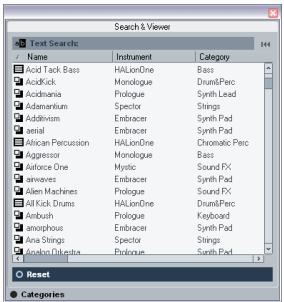 Search & Viewer
Text Search:
Name Instrument Category
Acid Tack Bass HALionOne Bass
AcidKick Monologue Drum&Perc
Acidmania Prologue Synth Lead
Adamantium Spector Strings
Additivism Embracer Synth Pad
aerial Embracer Synth Pad
African Percussion HALionOne Chromatic Perc
Aggressor Monologue Bass
Airforce One Mystic Sound FX
airwaves Embracer Synth Pad
Alien Machines Prologue Sound FX
All Kick Drums HALionOne Drum&Perc
Ambush Prologue Keyboard
amorphous Embracer Synth Pad
Ana Strings Spector Strings
Analog Orkestra Prologue Synth Pad
Reset
Categories